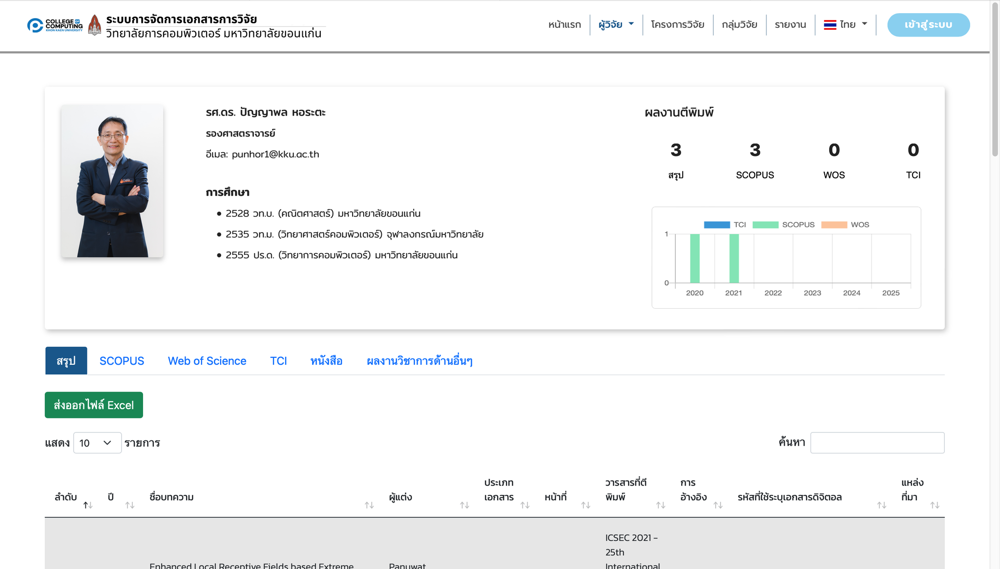 COLLEGE OF
COMPUTING
KHON KAEN UNIVERSITY
ระบบการจัดการเอกสารการวิจัย
วิทยาลัยการคอมพิวเตอร์ มหาวิทยาลัยขอนแก่น
หน้าแรก
ผู้วิจัย
โครงการวิจัย
กลุ่มวิจัย
รายงาน
ไทย
เข้าสู่ระบบ
รศ.ดร. ปัญญาพล หอระตะ
รองศาสตราจารย์
อีเมล: punhor1@kku.ac.th
การศึกษา
2528 วท.บ. (คณิตศาสตร์) มหาวิทยาลัยขอนแก่น
2535 วท.ม. (วิทยาศาสตร์คอมพิวเตอร์) จุฬาลงกรณ์มหาวิทยาลัย
2555 ปร.ด. (วิทยาการคอมพิวเตอร์) มหาวิทยาลัยขอนแก่น
ผลงานตีพิมพ์
3 3 0 0
สรุป SCOPUS WOS TCI
TCI SCOPUS WOS
1
0
2020 2021 2022 2023 2024 2025
สรุป SCOPUS Web of Science TCI หนังสือ ผลงานวิชาการด้านอื่นๆ
ส่งออกไฟล์ Excel
แสดง 10 รายการ
ค้นหา
ลำดับ
ปี
ชื่อบทความ
ผู้แต่ง
ประเภท
เอกสาร
หน้าที่
วารสารที่ตี
พิมพ์
การ
อ้างอิง
รหัสที่ใช้ระบุเอกสารดิจิตอล
แหล่ง
ที่มา
ICSEC 2021 –
25th
Enhanced Local Receptive Fields based Extreme
Panuwat
International